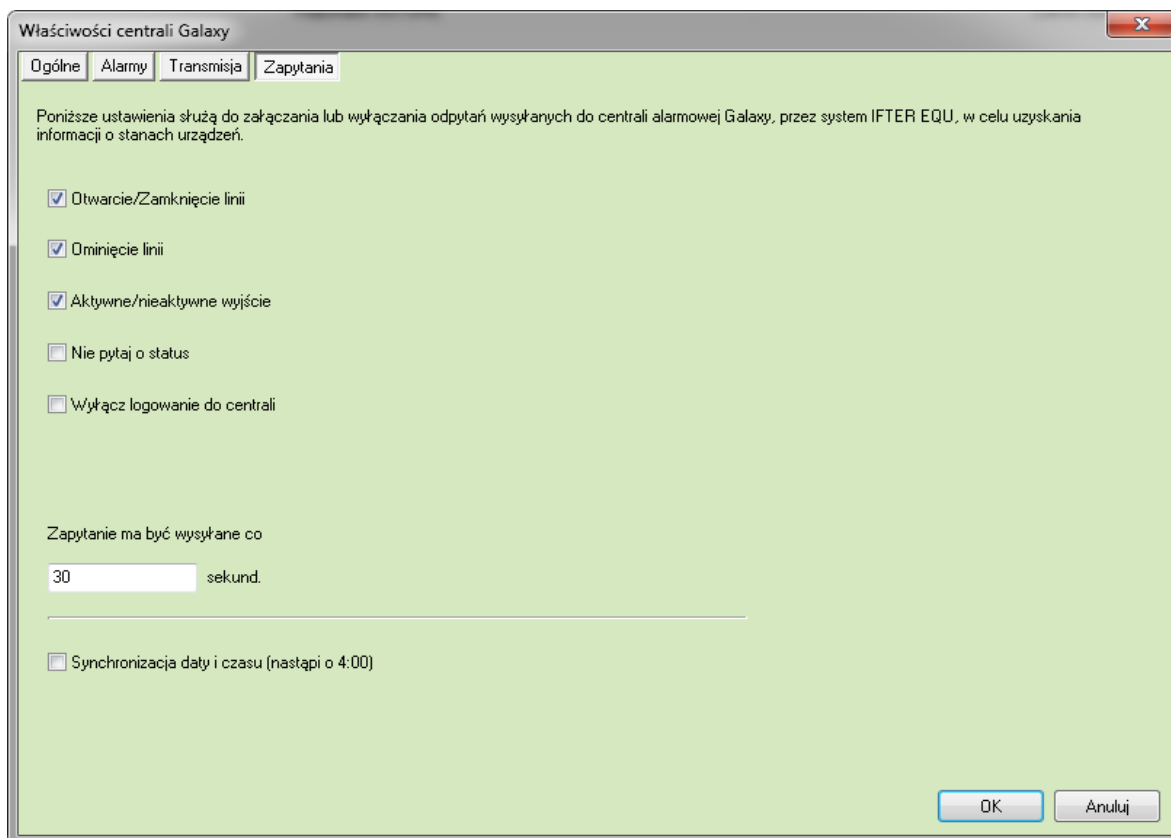 Właściwości centrali Galaxy
Ogólne Alarmy Transmisja Zapytania
Poniższe ustawienia służą do załączania lub wyłączania odpytań wysyłanych do centrali alarmowej Galaxy, przez system IFTER EQU, w celu uzyskania
informacji o stanach urządzeń.
Otwarcie/Zamknięcie linii
Ominięcie linii
Aktywne/nieaktywne wyjście
Nie pytaj o status
Wyłącz logowanie do centrali
Zapytanie ma być wysyłane co
30 sekund.
Synchronizacja daty i czasu (nastąpi o 4:00)
OK Anuluj